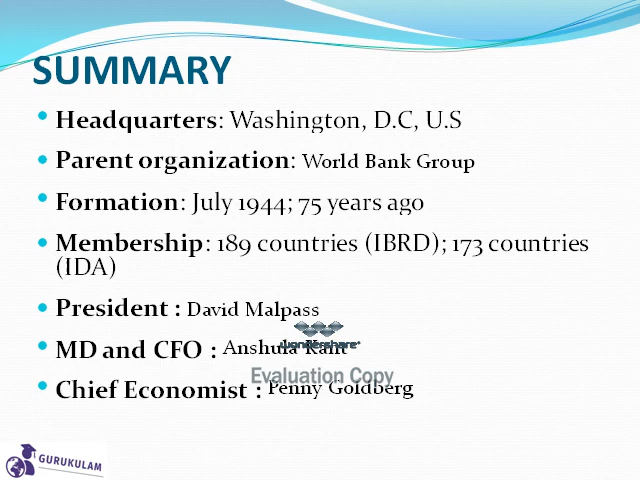 SUMMARY
Headquarters: Washington, D.C, U.S
Parent organization: World Bank Group
Formation: July 1944; 75 years ago
Membership: 189 countries (IBRD); 173 countries
(IDA)
President : David Malpass
wondershare
MD and CFO : Anshula Kant
Evaluation Copy
Chief Economist : Penny Goldberg
GURUKULAM